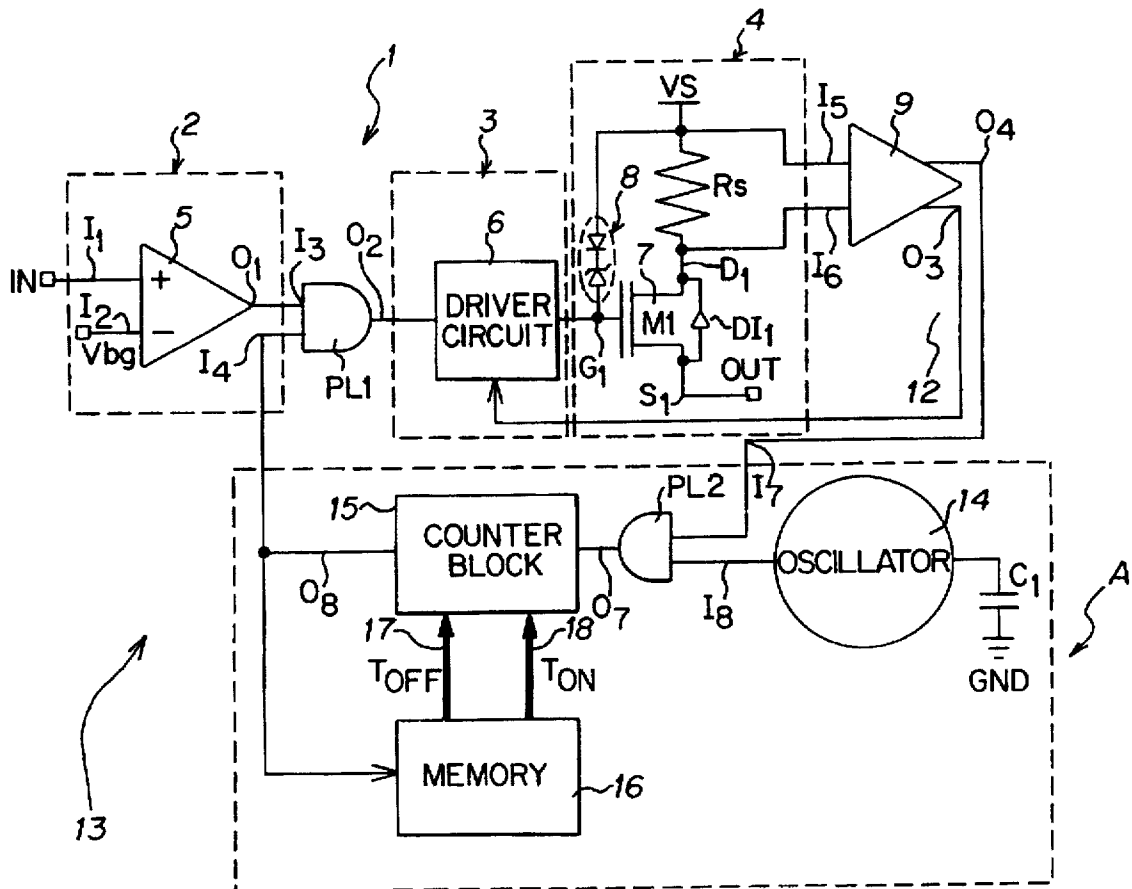 1
2
3
4
5
6
7
8
9
12
13
14
15
16
17
18
A
IN
I1
I2
Vbg
+
−
O1
I3
I4
PL1
O2
DRIVER
CIRCUIT
VS
Rs
D1
M1
DI1
G1
S1
OUT
I5
I6
O4
O3
I7
PL2
COUNTER
BLOCK
O8
O7
I8
OSCILLATOR
C1
GND
TOFF
TON
MEMORY